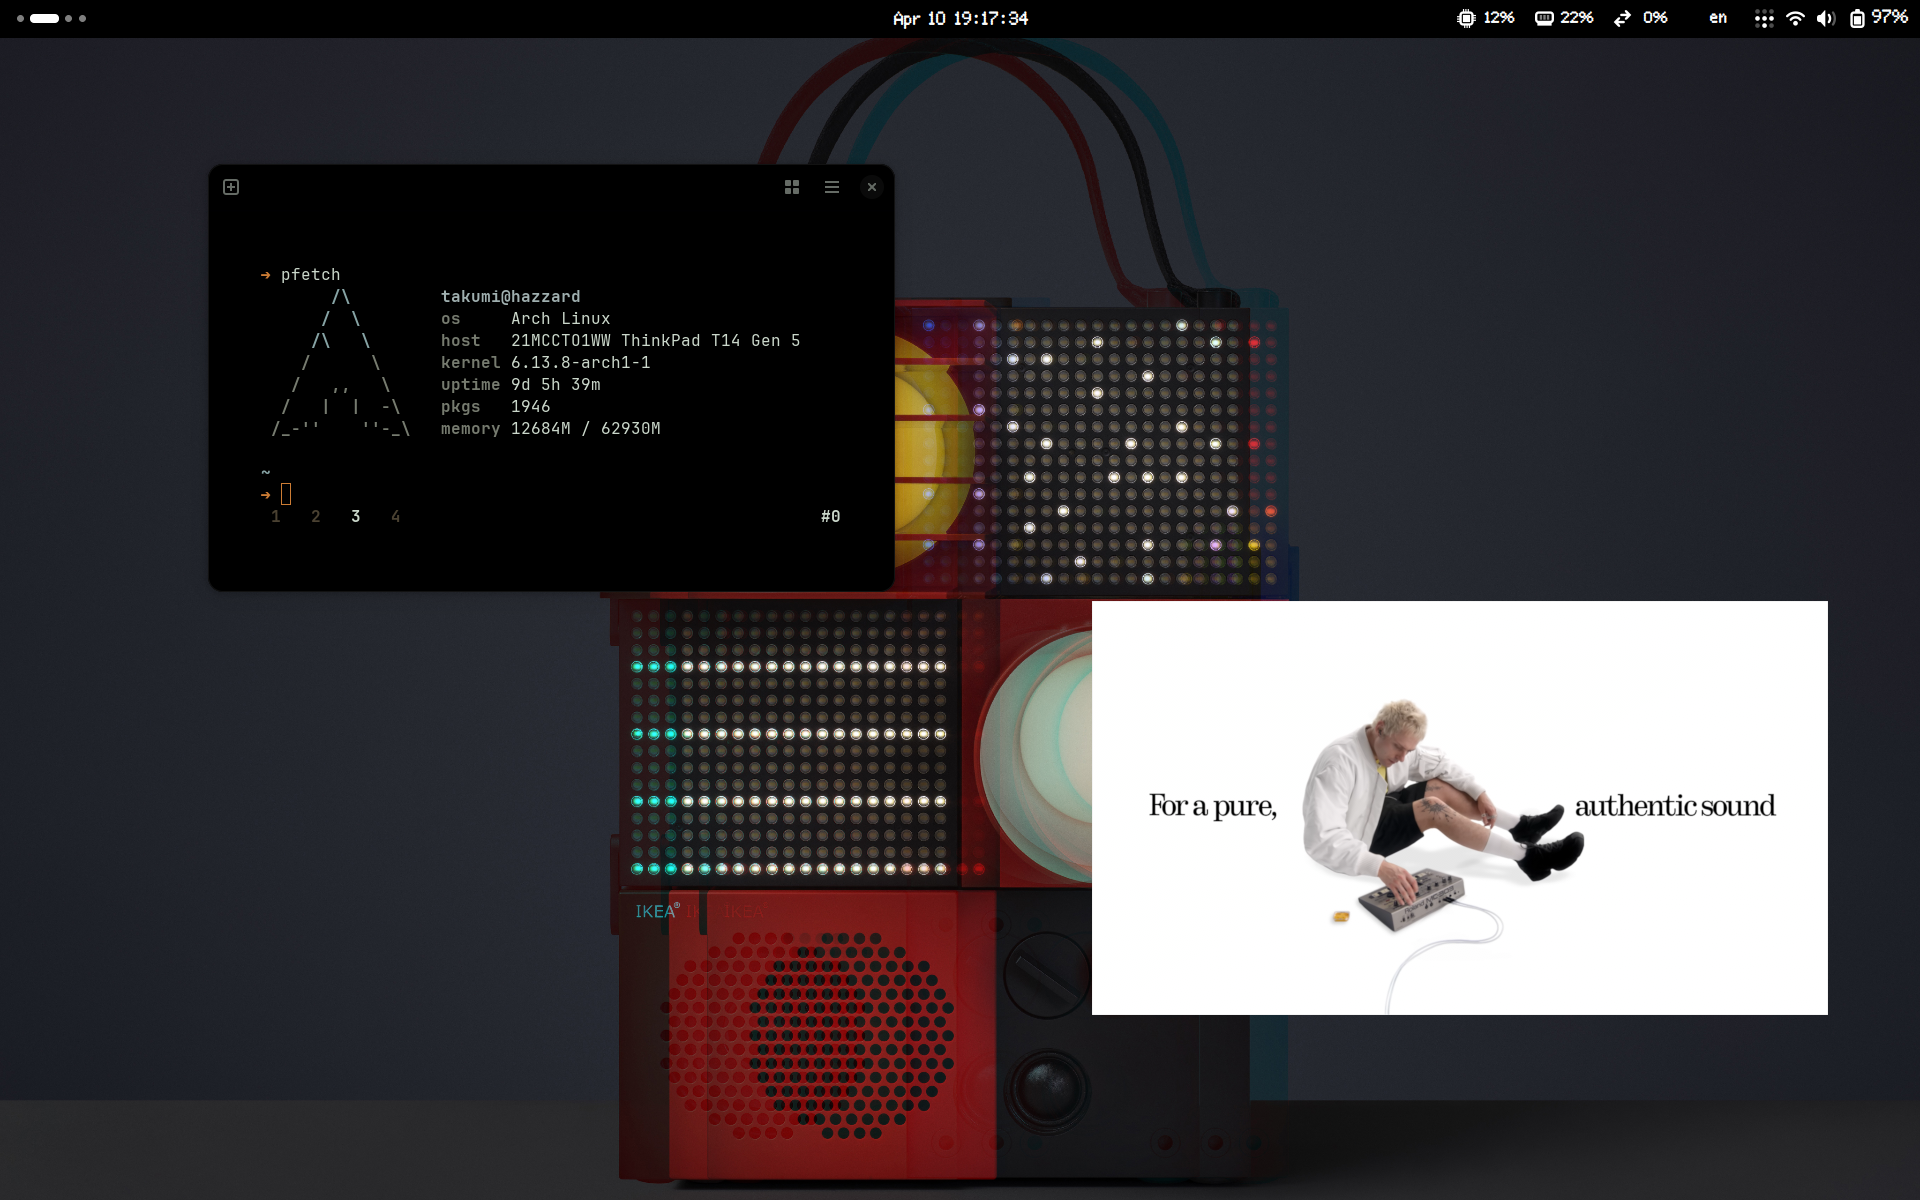 Apr 10 19:17:34
12%
22%
0%
en
97%
→ pfetch
takumi@hazzard
os Arch Linux
host 21MCCTO1WW ThinkPad T14 Gen 5
kernel 6.13.8-arch1-1
uptime 9d 5h 39m
pkgs 1946
memory 12684M / 62930M
~
→
1 2 3 4 #0
For a pure, authentic sound
IKEA®